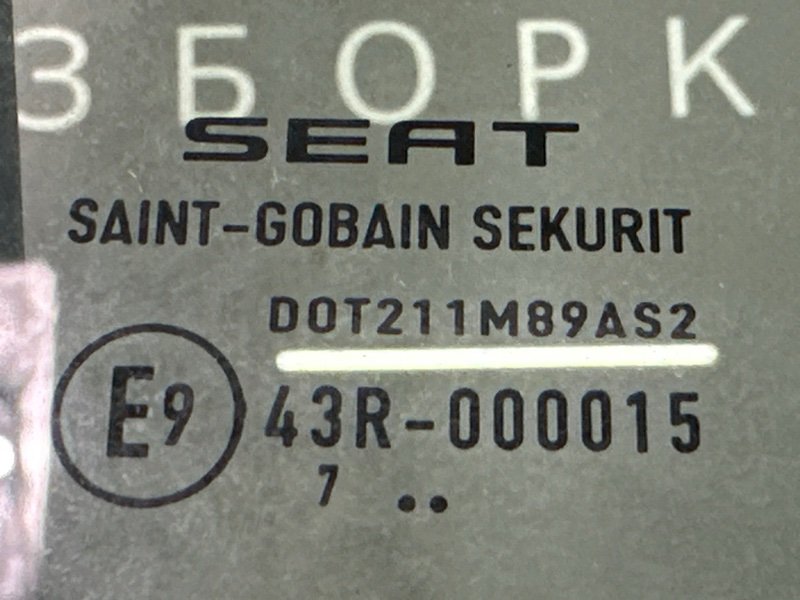 ЗБОРК
SEAT
SAINT-GOBAIN SEKURIT
DOT211M89AS2
E9 43R-000015
7 ••